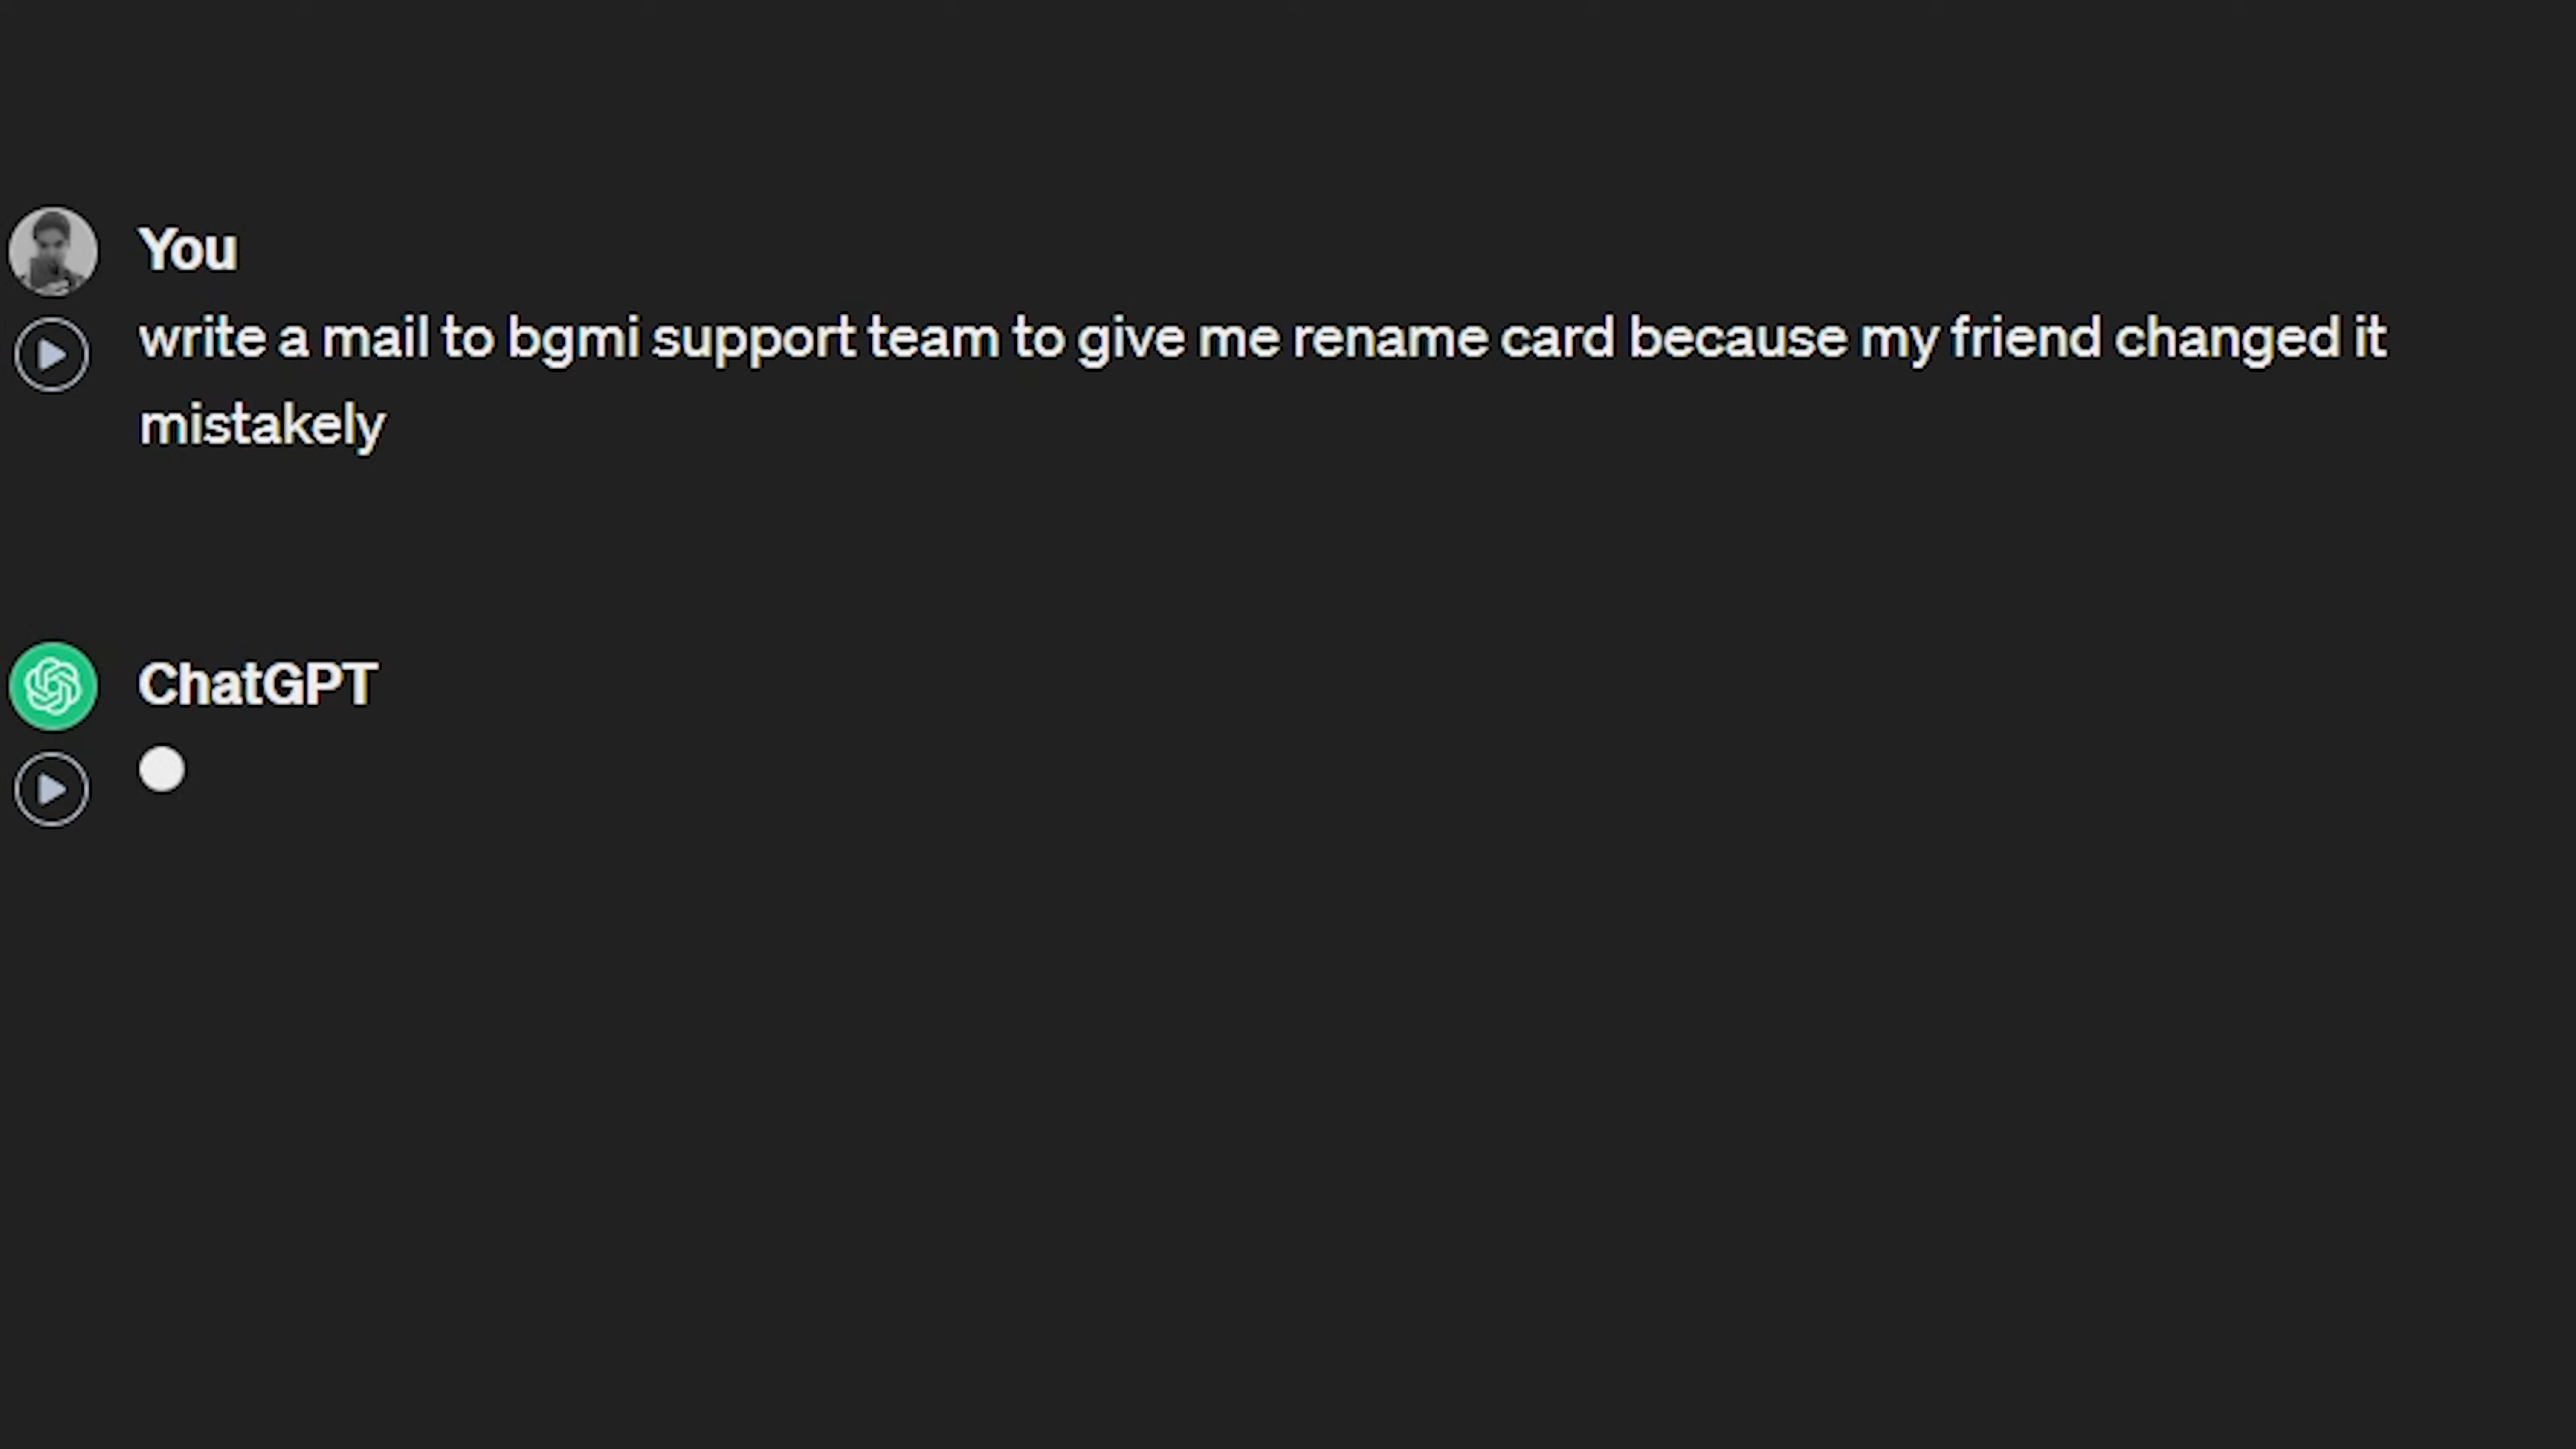 You
write a mail to bgmi support team to give me rename card because my friend changed it
mistakely
ChatGPT